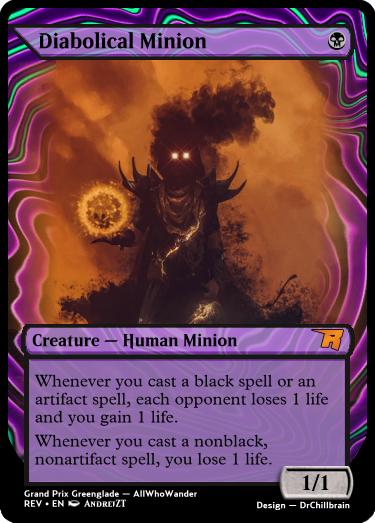 Diabolical Minion
Creature — Human Minion
Whenever you cast a black spell or an
artifact spell, each opponent loses 1 life
and you gain 1 life.
Whenever you cast a nonblack,
nonartifact spell, you lose 1 life.
1/1
Grand Prix Greenglade — AllWhoWander
REV • EN AndrejZT
Design — DrChillbrain